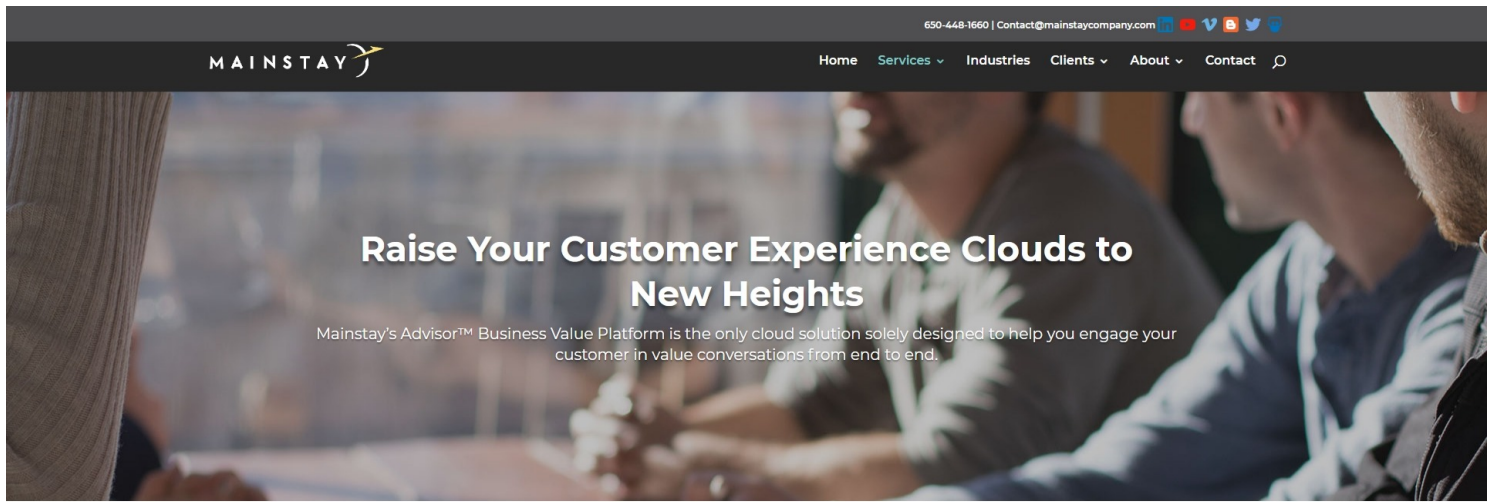 650-448-1660 | Contact@mainstaycompany.com
MAINSTAY
Home Services Industries Clients About Contact
Raise Your Customer Experience Clouds to
New Heights
Mainstay’s Advisor™ Business Value Platform is the only cloud solution solely designed to help you engage your
customer in value conversations from end to end.